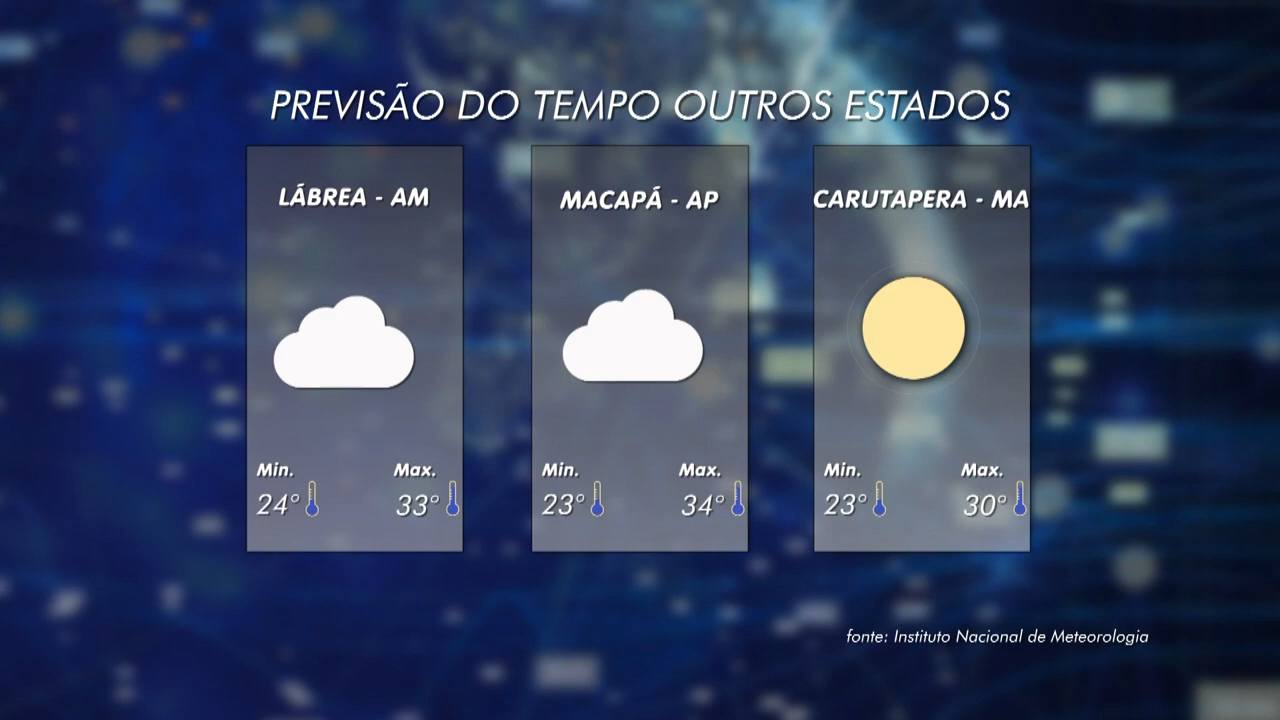 PREVISÃO DO TEMPO OUTROS ESTADOS
LÁBREA - AM
Min.
Max.
24°
33°
MACAPÁ - AP
Min.
Max.
23°
34°
CARUTAPERA - MA
Min.
Max.
23°
30°
fonte: Instituto Nacional de Meteorologia